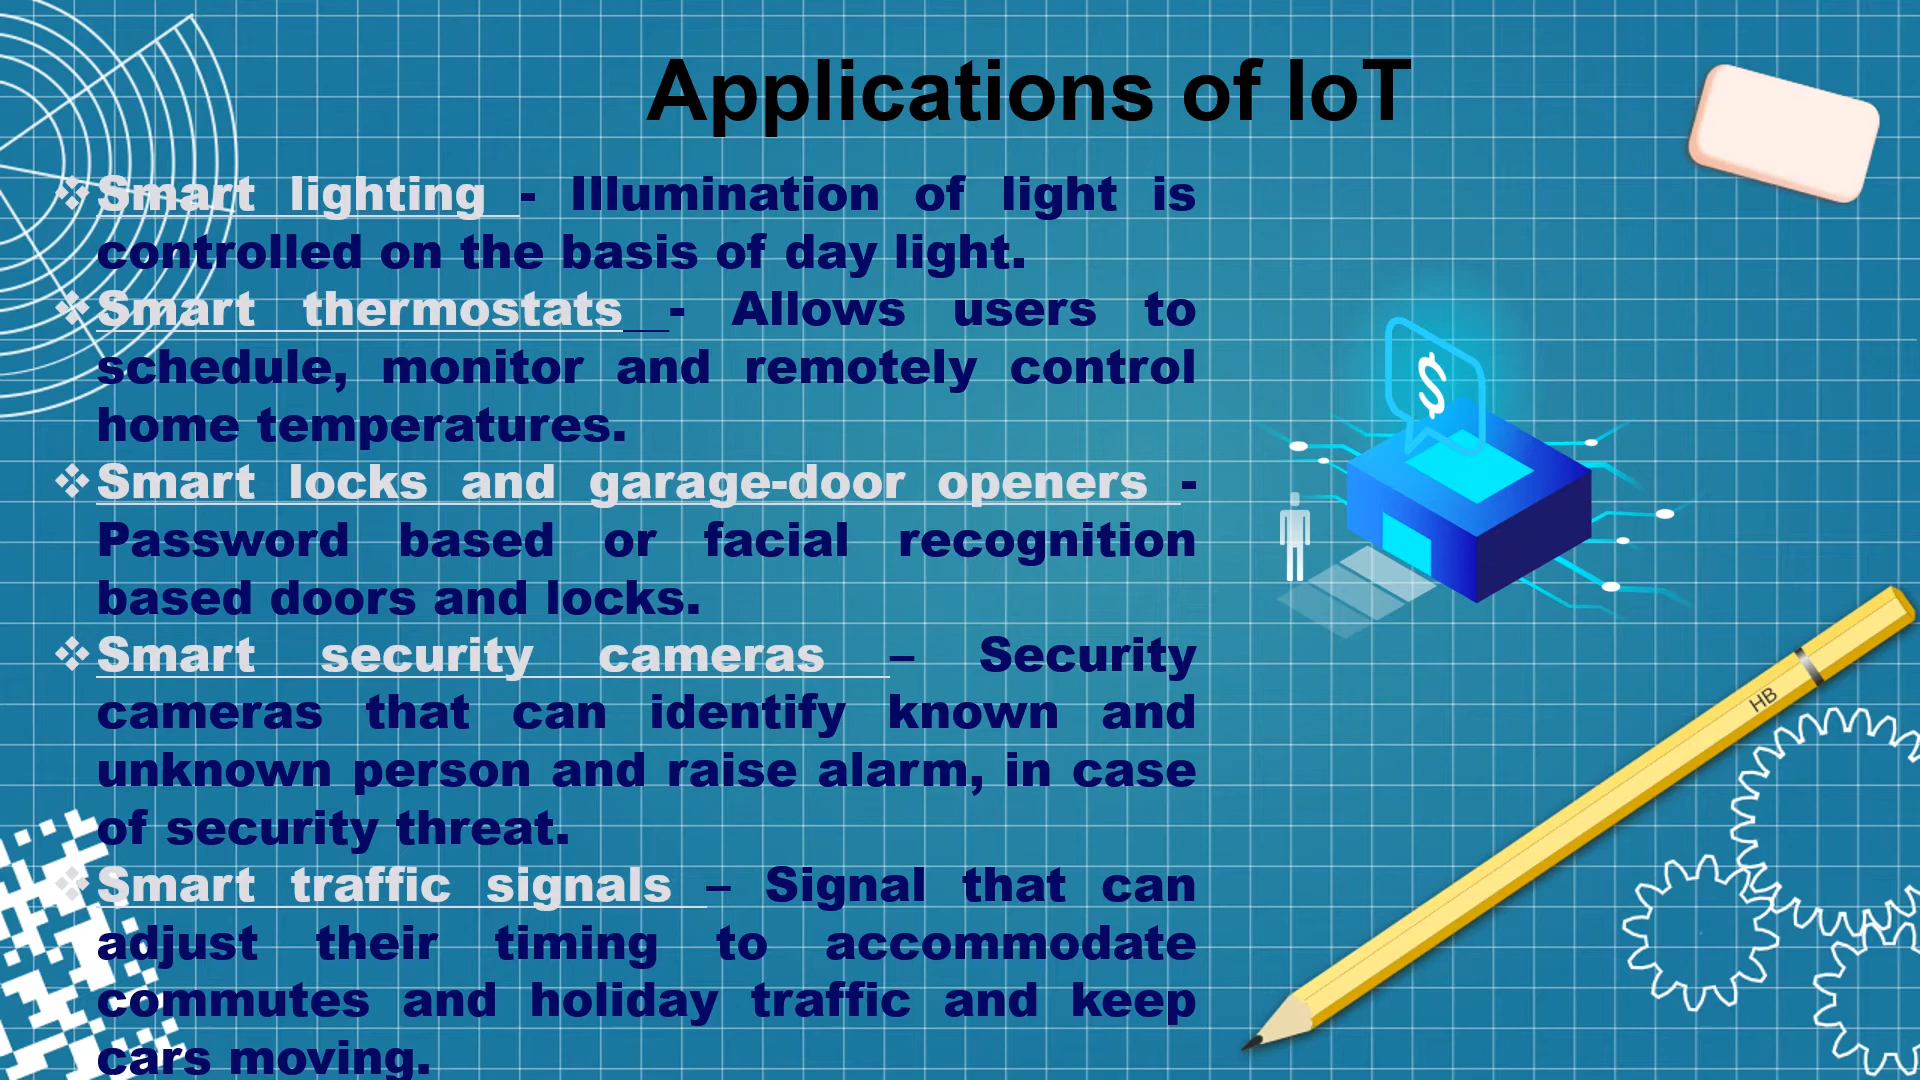 Applications of IoT
❖Smart lighting - Illumination of light is
controlled on the basis of day light.
❖Smart thermostats - Allows users to
schedule, monitor and remotely control
home temperatures.
❖Smart locks and garage-door openers -
Password based or facial recognition
based doors and locks.
❖Smart security cameras – Security
cameras that can identify known and
unknown person and raise alarm, in case
of security threat.
❖Smart traffic signals – Signal that can
adjust their timing to accommodate
commutes and holiday traffic and keep
cars moving.
$
HB